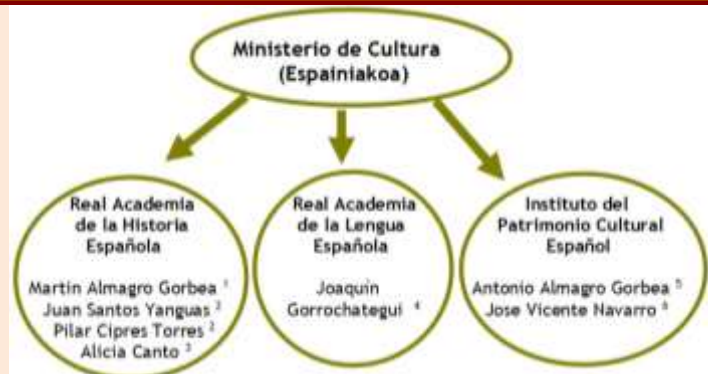 Ministerio de Cultura
(Espainiakoa)
Real Academia
de la Historia
Española
Martin Almagro Gorbea ¹
Juan Santos Yanguas ²
Pilar Cipres Torres ²
Alicia Canto ³
Real Academia
de la Lengua
Española
Joaquìn
Gorrochategui ⁴
Instituto del
Patrimonio Cultural
Español
Antonio Almagro Gorbea ⁵
Jose Vicente Navarro ⁶